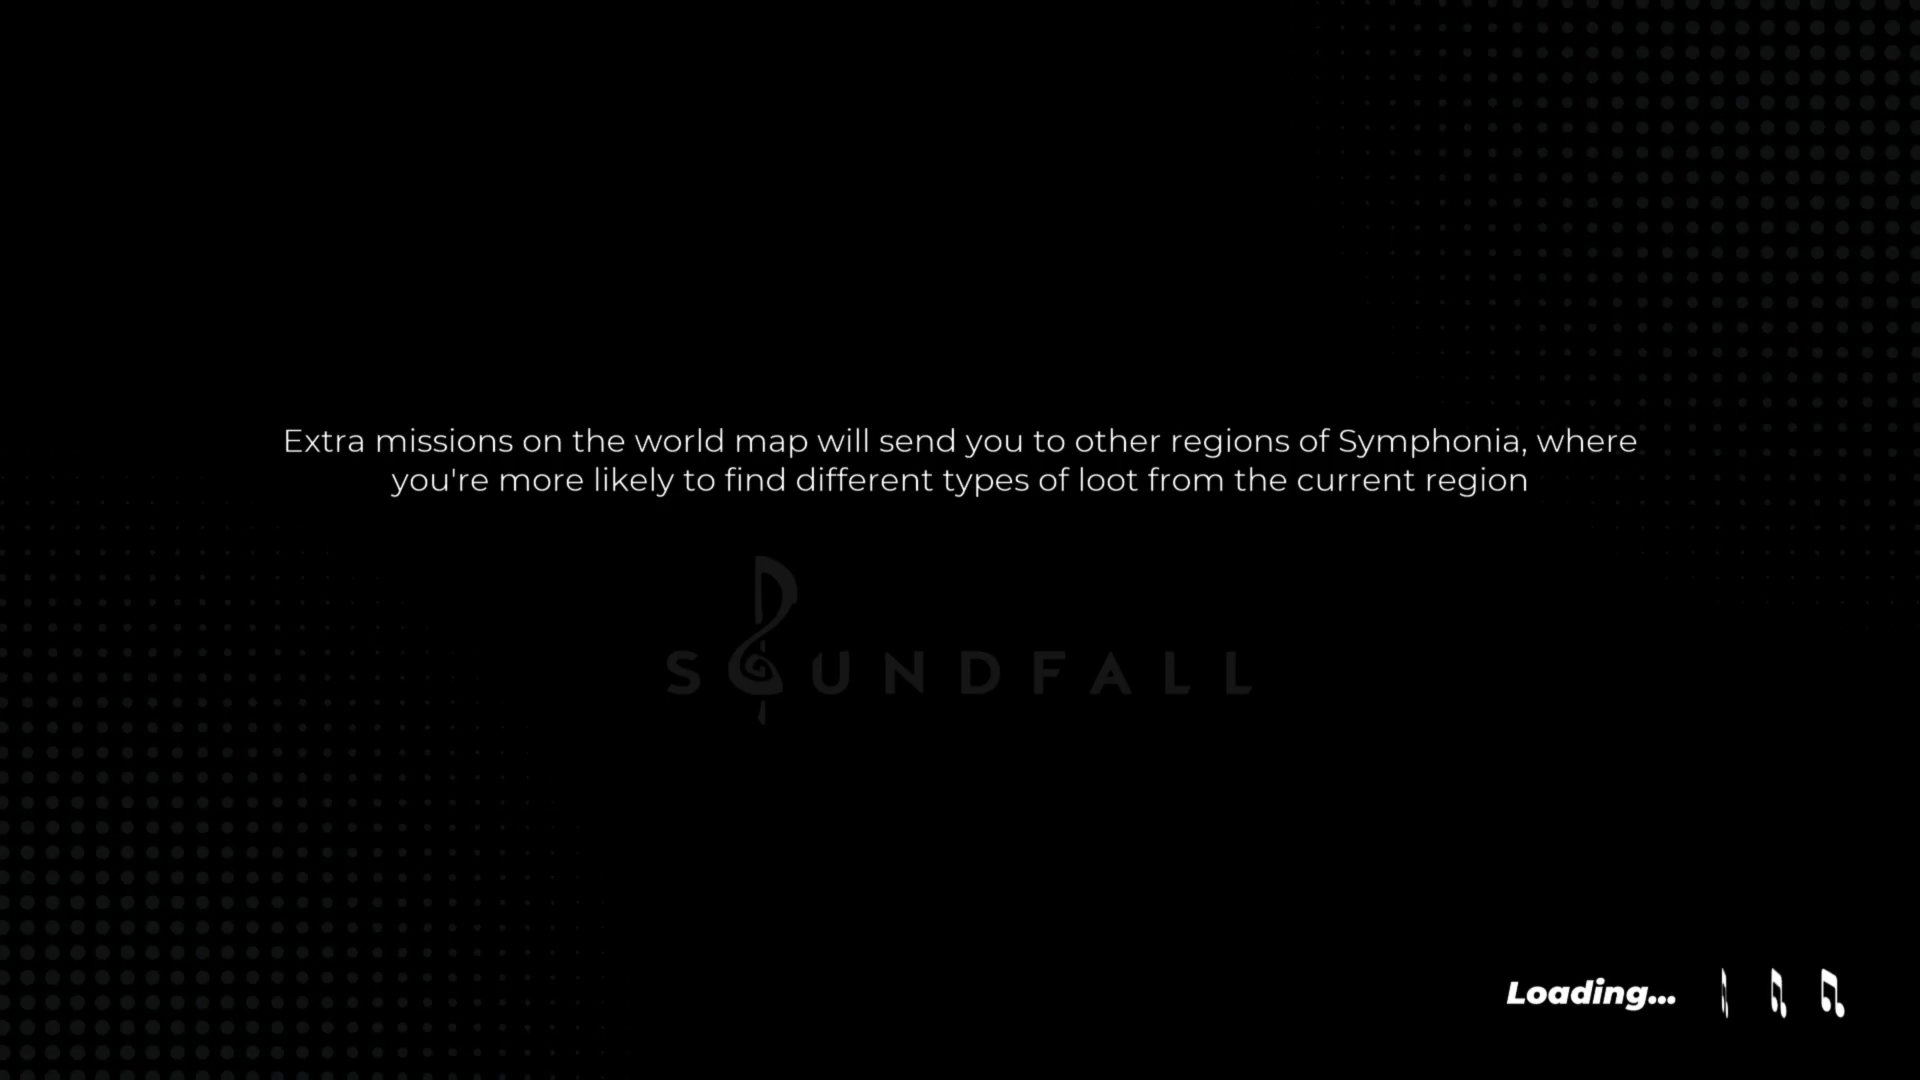 Extra missions on the world map will send you to other regions of Symphonia, where
you're more likely to find different types of loot from the current region
SOUNDFALL
Loading...